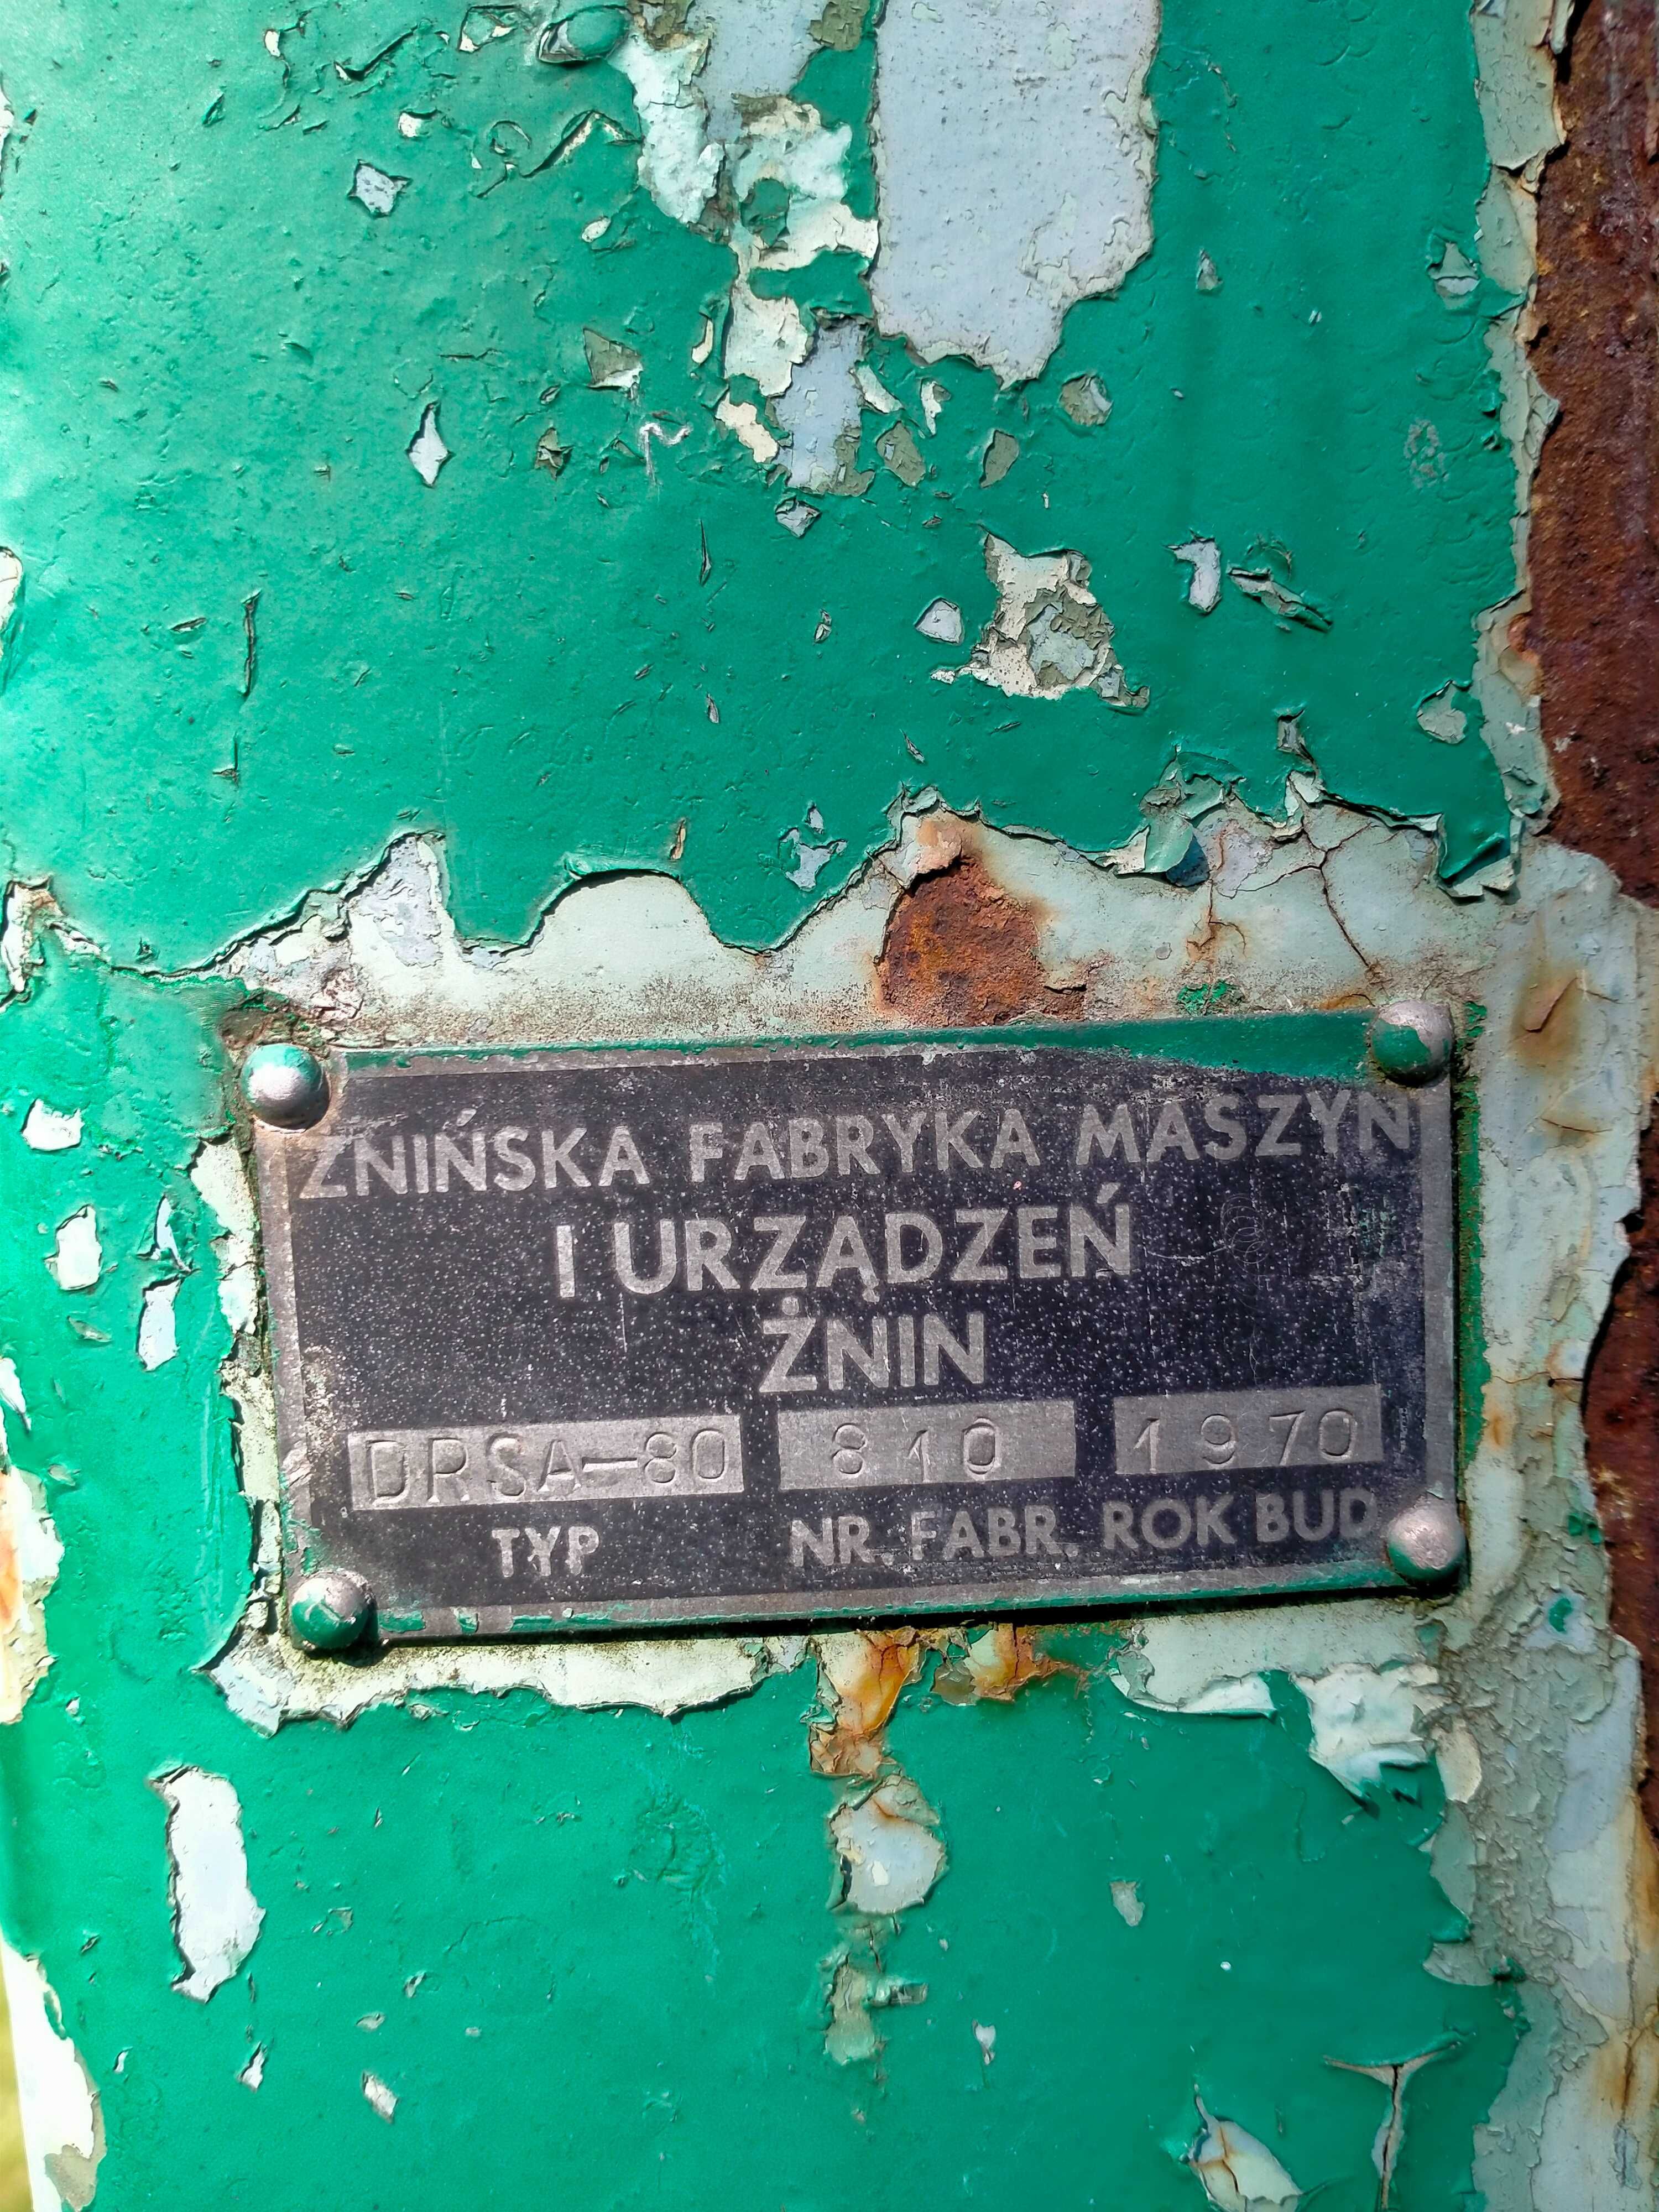 ŻNIŃSKA FABRYKA MASZYN
I URZĄDZEŃ
ŻNIN
DRSA-80 810 1970
TYP NR. FABR. ROK BUD.